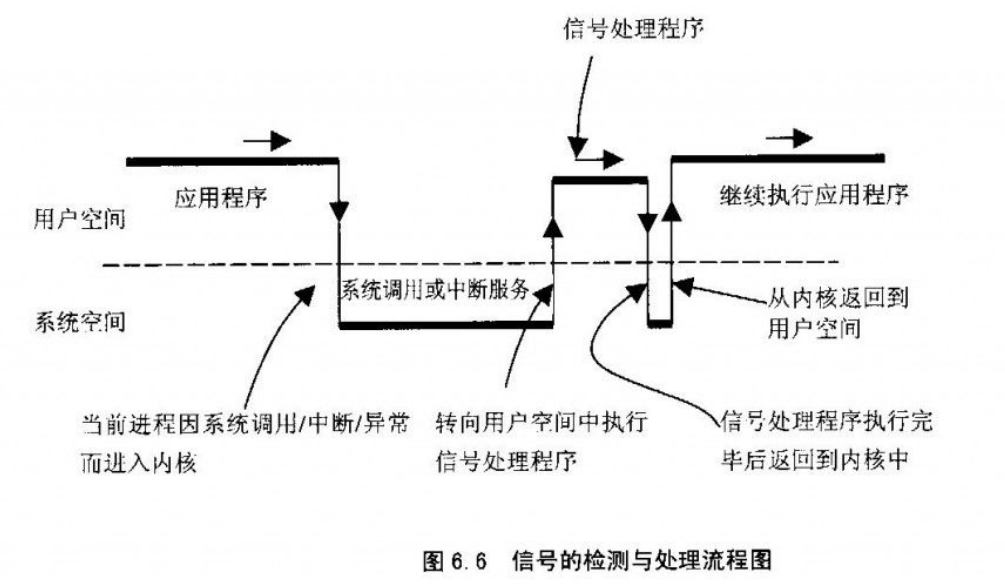 信号处理程序
应用程序
继续执行应用程序
用户空间
系统调用或中断服务
从内核返回到
用户空间
系统空间
当前进程因系统调用/中断/异常
而进入内核
转向用户空间中执行
信号处理程序
信号处理程序执行完
毕后返回到内核中
图 6.6 信号的检测与处理流程图